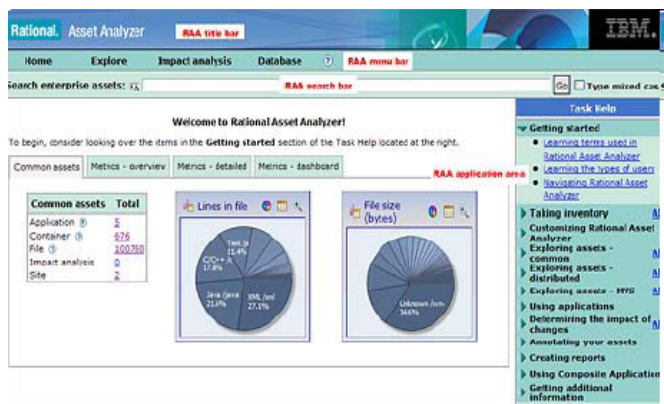 Rational. Asset Analyzer
RAA title bar
IBM.
Home Explore Impact analysis Database ? RAA menu bar
Search enterprise assets:
RAA search bar
Go Type mixed cas
Welcome to Rational Asset Analyzer!
To begin, consider looking over the items in the Getting started section of the Task Help located at the right.
Common assets Metrics - overview Metrics - detailed Metrics - dashboard
RAA application area
Common assets Total
Application 5
Container 676
File 100760
Impact analysis 0
Site 2
Lines in file
Text
11.4%
C/C++
17.8%
Java /java
21.9%
XML /xml
27.1%
File size
(bytes)
Unknown
34.6%
Task Help
Getting started
Learning terms used in
Rational Asset Analyzer
Learning the types of users
Navigating Rational Asset
Analyzer
Taking inventory
Customizing Rational Asset
Analyzer
Exploring assets -
common
Exploring assets -
distributed
Exploring assets - MVS
Using applications
Determining the impact of
changes
Annotating your assets
Creating reports
Using Composite Application
Getting additional
information